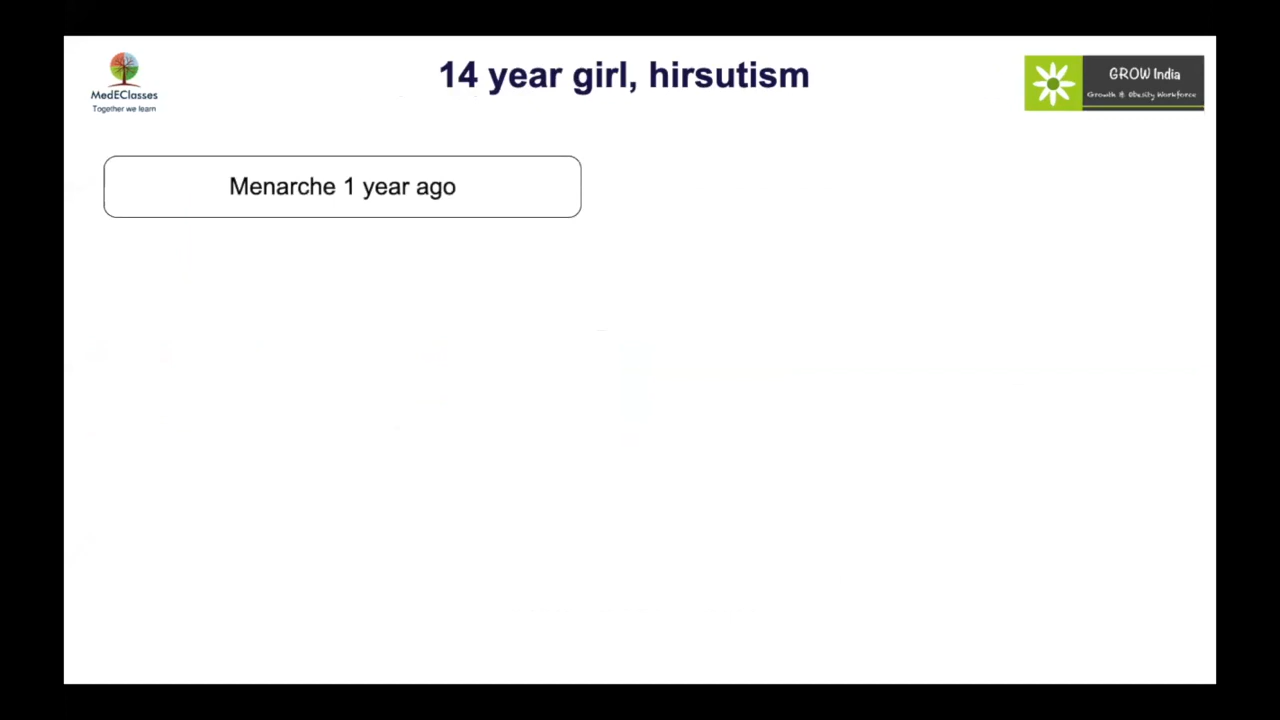 14 year girl, hirsutism
MedEClasses
Together we learn
GROW India
Growth & Obesity Workforce
Menarche 1 year ago